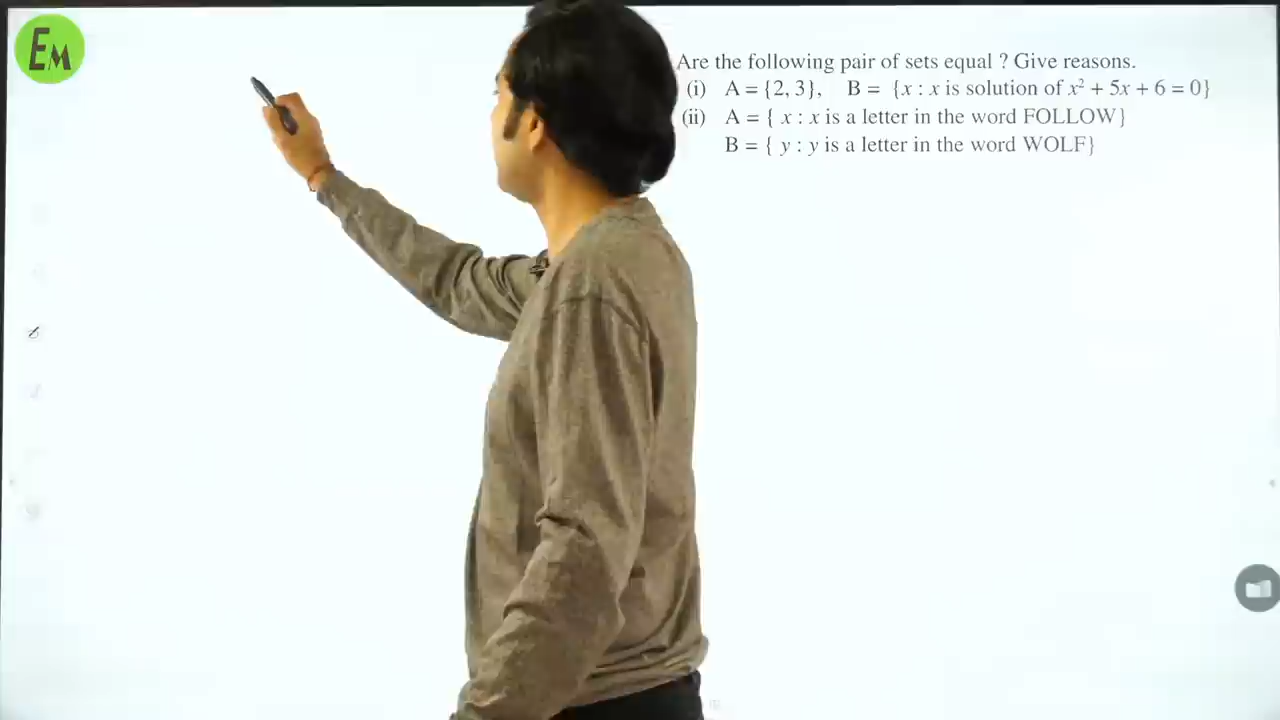 EM
Are the following pair of sets equal ? Give reasons.
(i) A = {2, 3}, B = {x : x is solution of x² + 5x + 6 = 0}
(ii) A = { x : x is a letter in the word FOLLOW}
B = { y : y is a letter in the word WOLF}